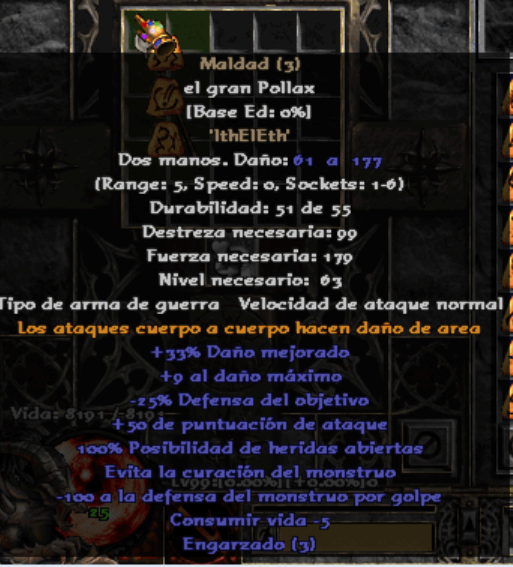 Maldad (3)
el gran Pollax
[Base Ed: 0%]
'IthElEth'
Dos manos. Daño: 61 a 177
(Range: 5, Speed: 0, Sockets: 1-6)
Durabilidad: 51 de 55
Destreza necesaria: 99
Fuerza necesaria: 179
Nivel necesario: 63
Tipo de arma de guerra Velocidad de ataque normal
Los ataques cuerpo a cuerpo hacen daño de area
+33% Daño mejorado
+9 al daño máximo
-25% Defensa del objetivo
+50 de puntuación de ataque
Vida: 8191 / 8191
100% Posibilidad de heridas abiertas
Evita la curación del monstruo
-100 a la defensa del monstruo por golpe
25
Consumir vida -5
Engarzado (3)